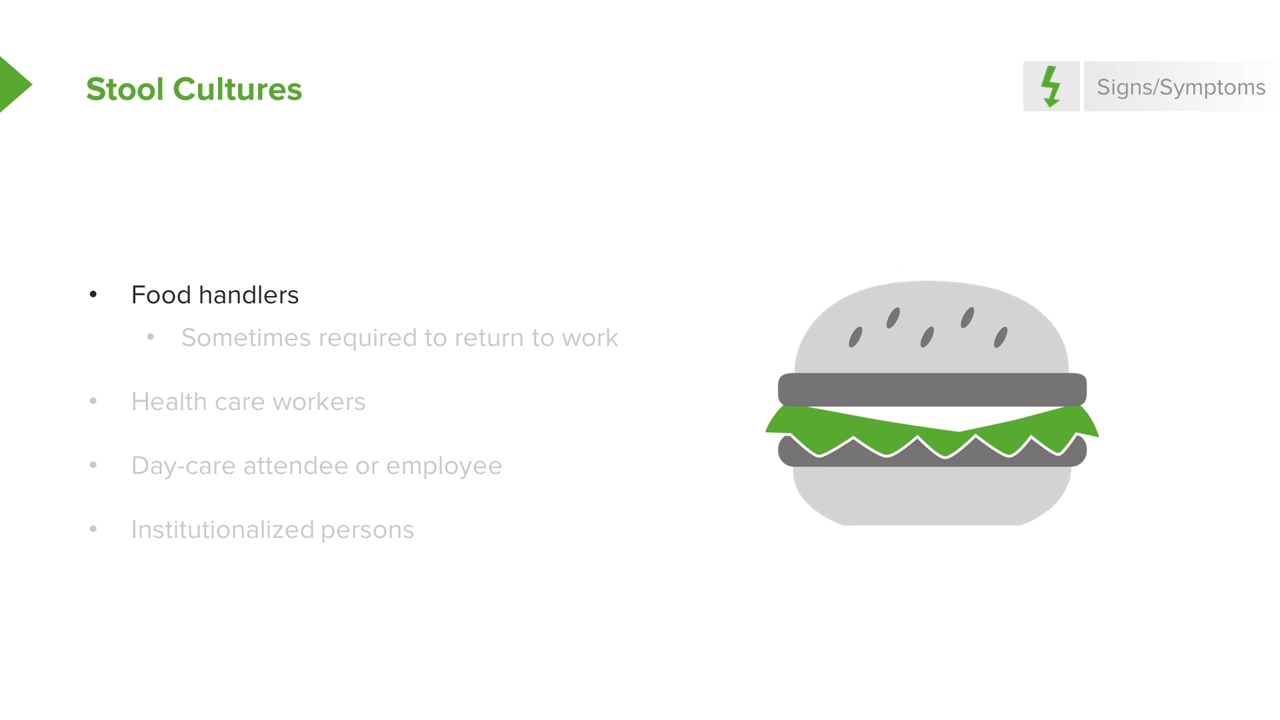 Stool Cultures
Signs/Symptoms
• Food handlers
• Sometimes required to return to work
• Health care workers
• Day-care attendee or employee
• Institutionalized persons